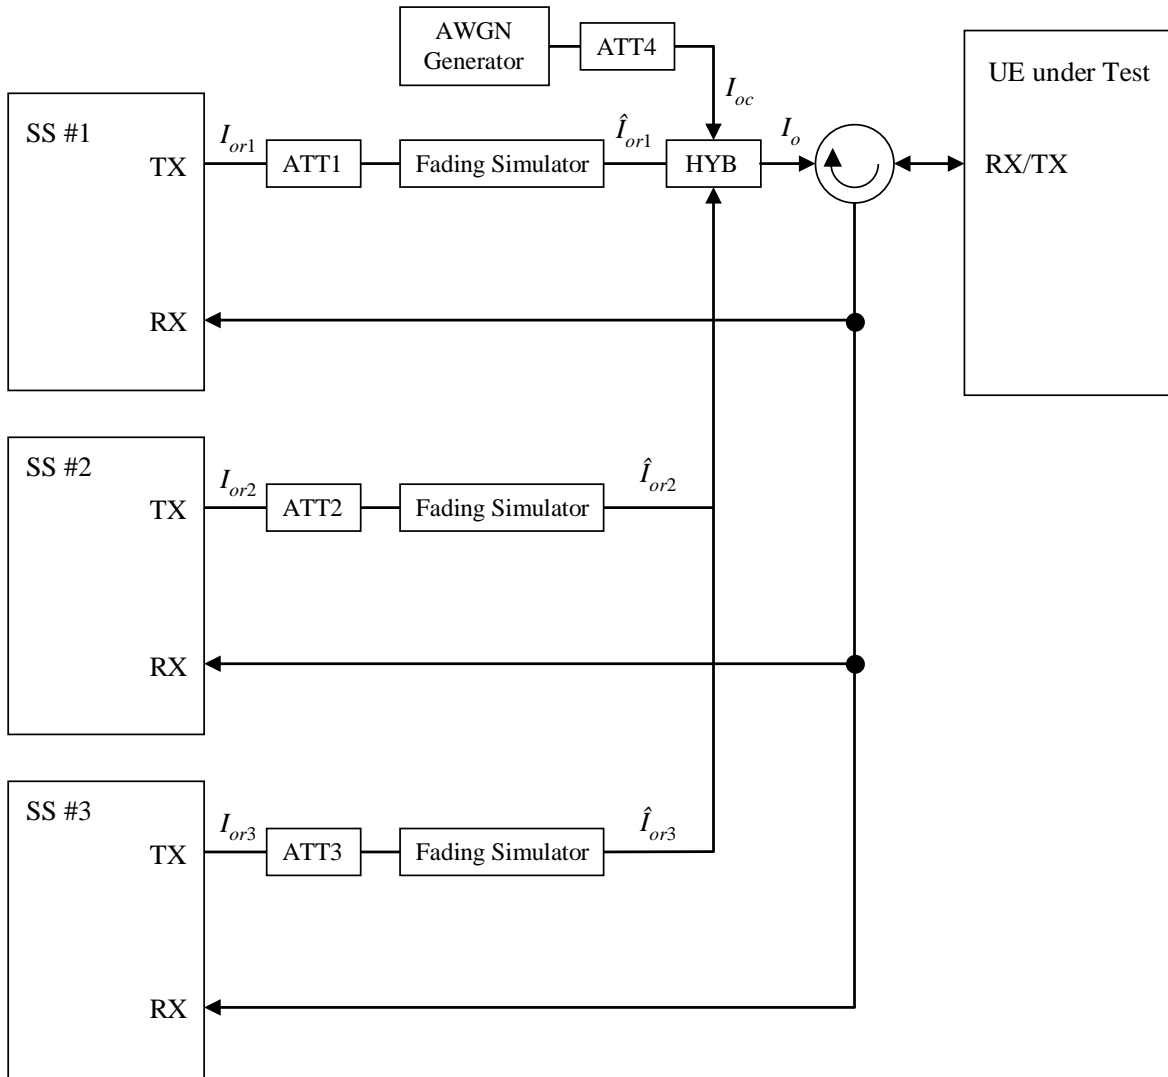 AWGN
Generator
ATT4
UE under Test
I_oc
SS #1
I_or1
Î_or1
I_o
TX
ATT1
Fading Simulator
HYB
RX/TX
RX
SS #2
I_or2
Î_or2
TX
ATT2
Fading Simulator
RX
SS #3
I_or3
Î_or3
TX
ATT3
Fading Simulator
RX